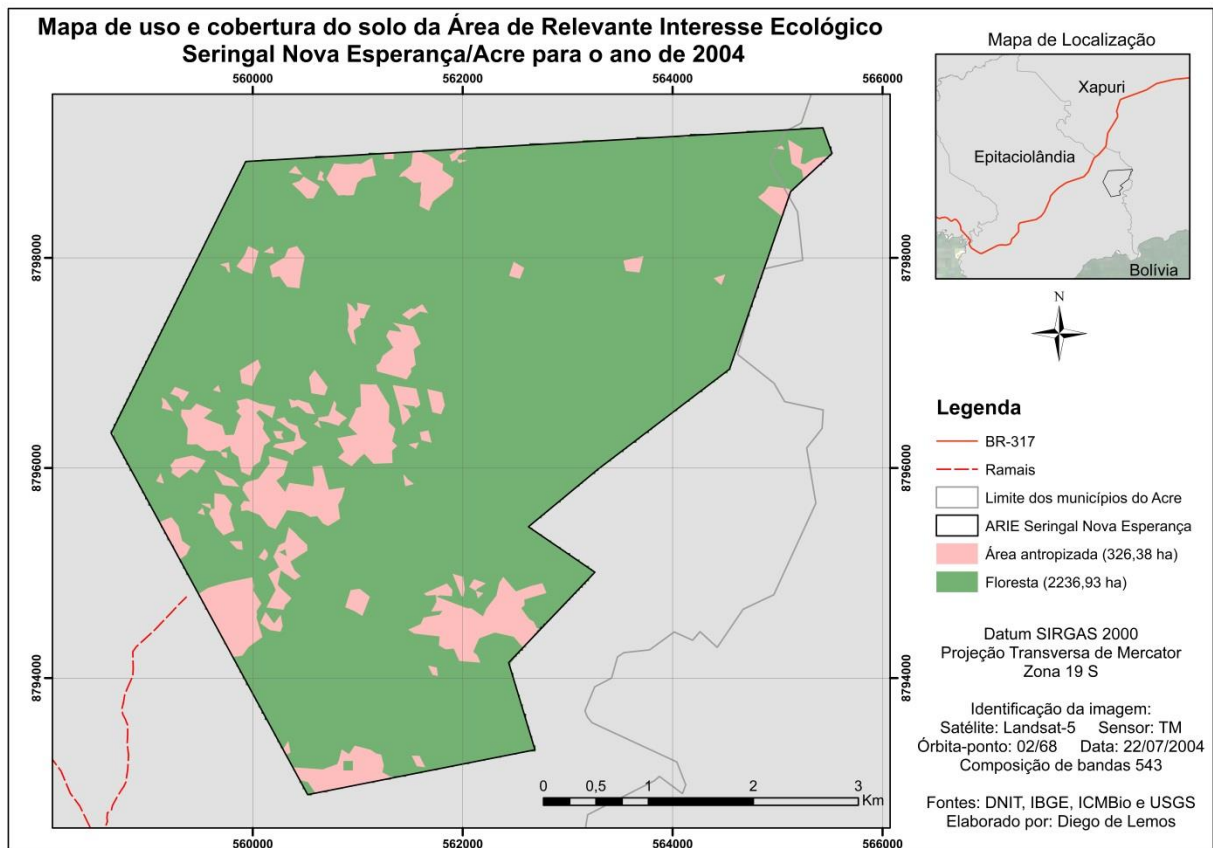 Mapa de uso e cobertura do solo da Área de Relevante Interesse Ecológico
Seringal Nova Esperança/Acre para o ano de 2004
560000
562000
564000
566000
8798000
8798000
8796000
8796000
8794000
8794000
0
0,5
1
2
3
Km
560000
562000
564000
566000
Mapa de Localização
Xapuri
Epitaciolândia
Bolívia
N
Legenda
BR-317
Ramais
Limite dos municípios do Acre
ARIE Seringal Nova Esperança
Área antropizada (326,38 ha)
Floresta (2236,93 ha)
Datum SIRGAS 2000
Projeção Transversa de Mercator
Zona 19 S
Identificação da imagem:
Satélite: Landsat-5 Sensor: TM
Órbita-ponto: 02/68 Data: 22/07/2004
Composição de bandas 543
Fontes: DNIT, IBGE, ICMBio e USGS
Elaborado por: Diego de Lemos